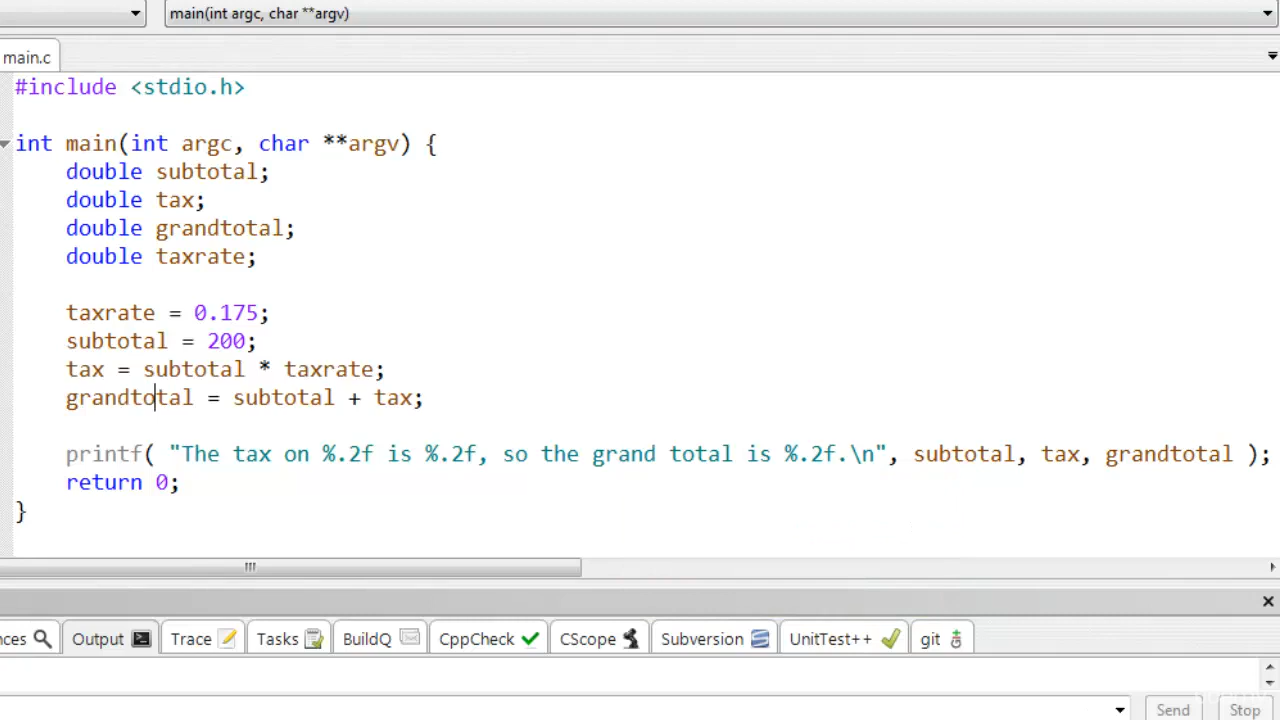 main(int argc, char **argv)
main.c
#include <stdio.h>
int main(int argc, char **argv) {
double subtotal;
double tax;
double grandtotal;
double taxrate;
taxrate = 0.175;
subtotal = 200;
tax = subtotal * taxrate;
grandtotal = subtotal + tax;
printf( "The tax on %.2f is %.2f, so the grand total is %.2f.\n", subtotal, tax, grandtotal );
return 0;
}
nces Output Trace Tasks BuildQ CppCheck CScope Subversion UnitTest++ git
Send Stop